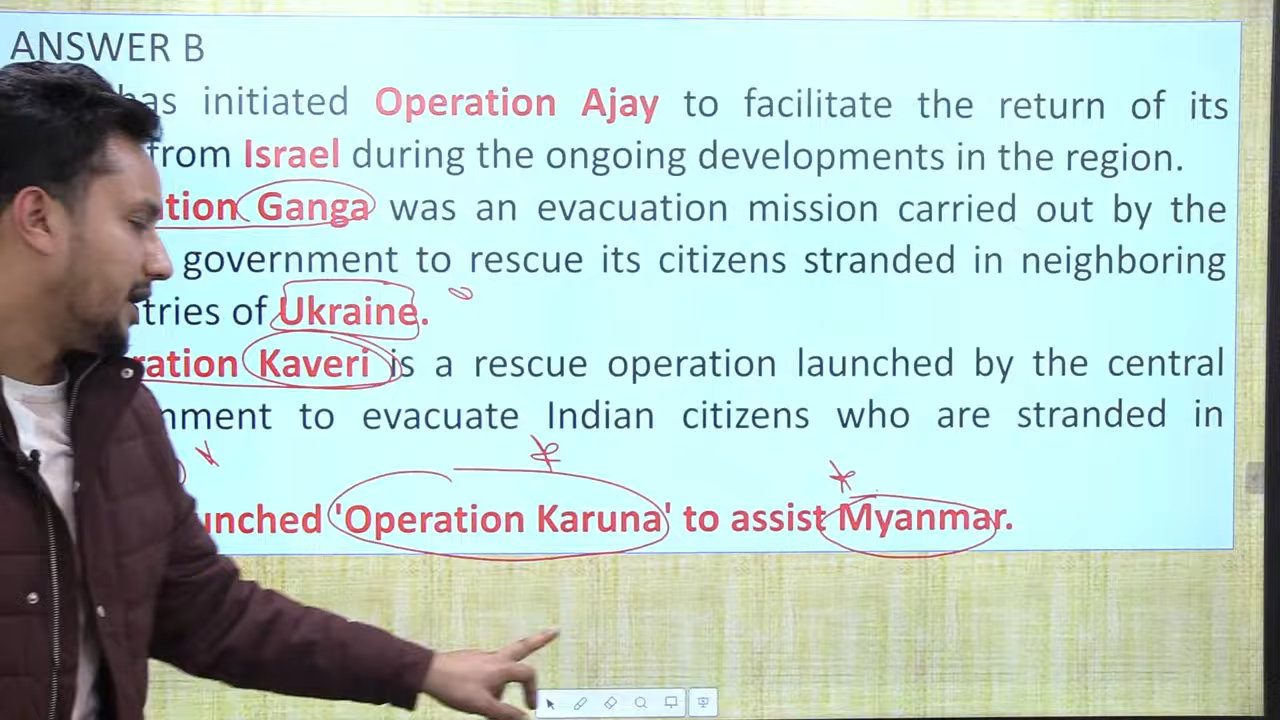 ANSWER B
has initiated Operation Ajay to facilitate the return of its
from Israel during the ongoing developments in the region.
ation Ganga was an evacuation mission carried out by the
government to rescue its citizens stranded in neighboring
tries of Ukraine.
ration Kaveri is a rescue operation launched by the central
nment to evacuate Indian citizens who are stranded in
unched 'Operation Karuna' to assist Myanmar.